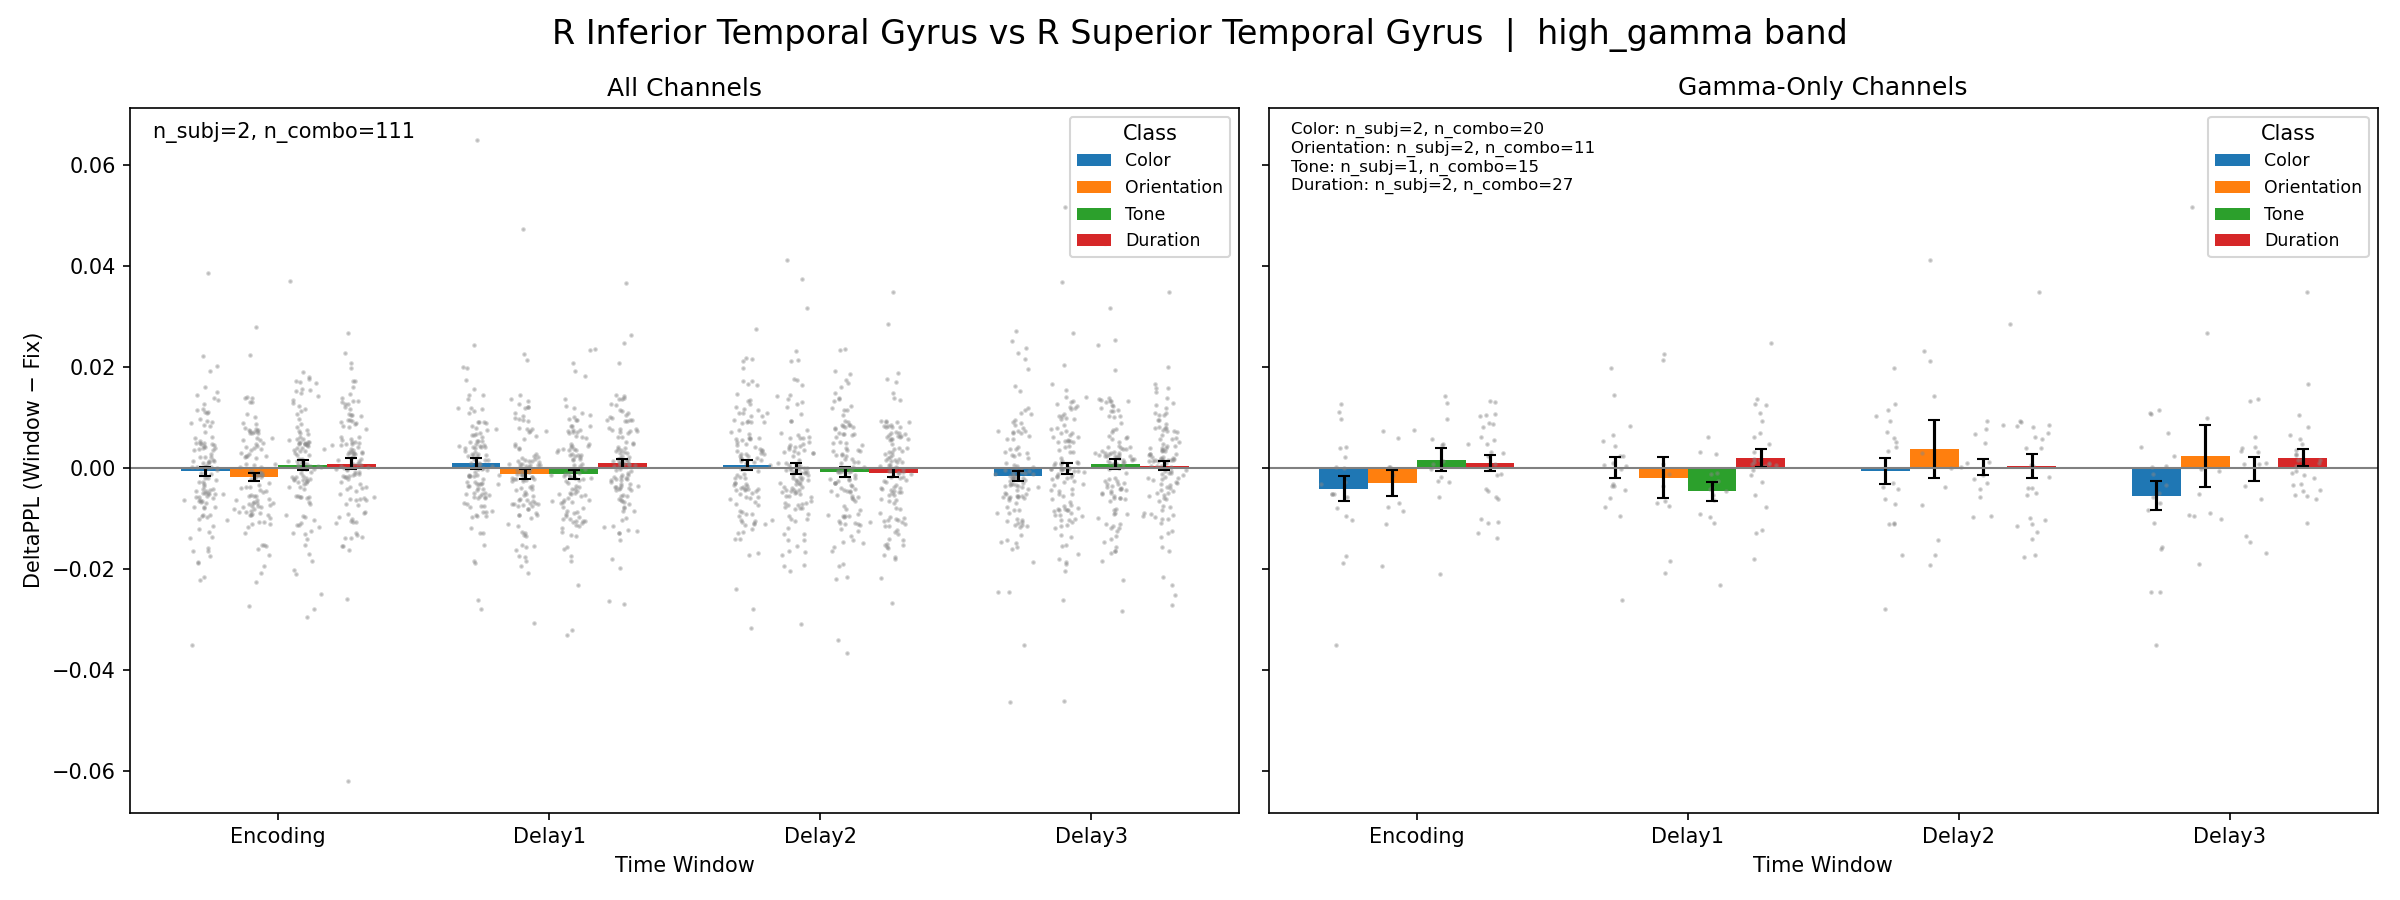 R Inferior Temporal Gyrus vs R Superior Temporal Gyrus | high_gamma band
All Channels
n_subj=2, n_combo=111
Class
Color
Orientation
Tone
Duration
DeltaPPL (Window − Fix)
0.06
0.04
0.02
0.00
−0.02
−0.04
−0.06
Encoding
Delay1
Delay2
Delay3
Time Window
Gamma-Only Channels
Color: n_subj=2, n_combo=20
Orientation: n_subj=2, n_combo=11
Tone: n_subj=1, n_combo=15
Duration: n_subj=2, n_combo=27
Class
Color
Orientation
Tone
Duration
Encoding
Delay1
Delay2
Delay3
Time Window